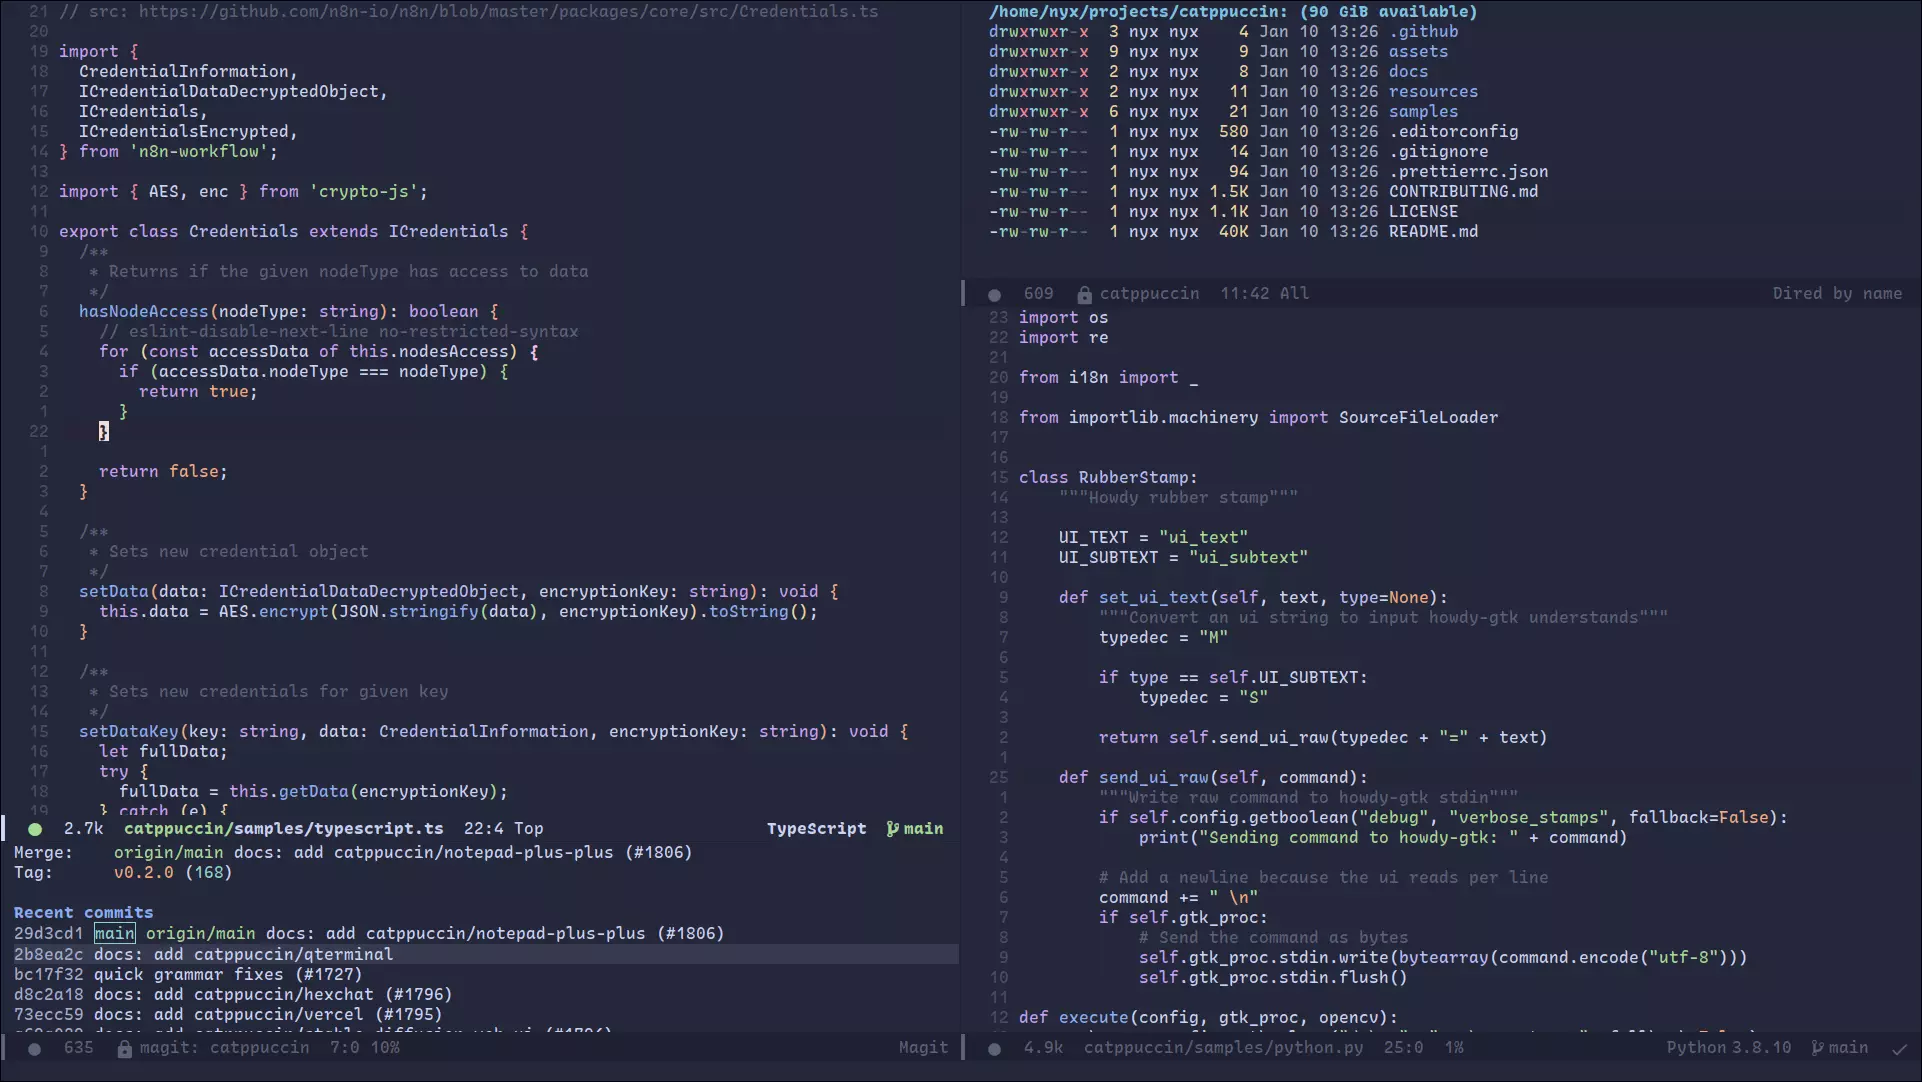 21 // src: https://github.com/n8n-io/n8n/blob/master/packages/core/src/Credentials.ts
20
19 import {
18   CredentialInformation,
17   ICredentialDataDecryptedObject,
16   ICredentials,
15   ICredentialsEncrypted,
14 } from 'n8n-workflow';
13
12 import { AES, enc } from 'crypto-js';
11
10 export class Credentials extends ICredentials {
9   /**
8    * Returns if the given nodeType has access to data
7    */
6   hasNodeAccess(nodeType: string): boolean {
5     // eslint-disable-next-line no-restricted-syntax
4     for (const accessData of this.nodesAccess) {
3       if (accessData.nodeType === nodeType) {
2         return true;
1       }
22     }
1
2     return false;
3   }
4
5   /**
6    * Sets new credential object
7    */
8   setData(data: ICredentialDataDecryptedObject, encryptionKey: string): void {
9     this.data = AES.encrypt(JSON.stringify(data), encryptionKey).toString();
10   }
11
12   /**
13    * Sets new credentials for given key
14    */
15   setDataKey(key: string, data: CredentialInformation, encryptionKey: string): void {
16     let fullData;
17     try {
18       fullData = this.getData(encryptionKey);
19     } catch (e) {
2.7k catppuccin/samples/typescript.ts 22:4 Top TypeScript main
Merge: origin/main docs: add catppuccin/notepad-plus-plus (#1806)
Tag: v0.2.0 (168)
Recent commits
29d3cd1 main origin/main docs: add catppuccin/notepad-plus-plus (#1806)
2b8ea2c docs: add catppuccin/qterminal
bc17f32 quick grammar fixes (#1727)
d8c2a18 docs: add catppuccin/hexchat (#1796)
73ecc59 docs: add catppuccin/vercel (#1795)
635 magit: catppuccin 7:0 10% Magit
/home/nyx/projects/catppuccin: (90 GiB available)
drwxrwxr-x 3 nyx nyx 4 Jan 10 13:26 .github
drwxrwxr-x 9 nyx nyx 9 Jan 10 13:26 assets
drwxrwxr-x 2 nyx nyx 8 Jan 10 13:26 docs
drwxrwxr-x 2 nyx nyx 11 Jan 10 13:26 resources
drwxrwxr-x 6 nyx nyx 21 Jan 10 13:26 samples
-rw-rw-r-- 1 nyx nyx 580 Jan 10 13:26 .editorconfig
-rw-rw-r-- 1 nyx nyx 14 Jan 10 13:26 .gitignore
-rw-rw-r-- 1 nyx nyx 94 Jan 10 13:26 .prettierrc.json
-rw-rw-r-- 1 nyx nyx 1.5K Jan 10 13:26 CONTRIBUTING.md
-rw-rw-r-- 1 nyx nyx 1.1K Jan 10 13:26 LICENSE
-rw-rw-r-- 1 nyx nyx 40K Jan 10 13:26 README.md
609 catppuccin 11:42 All Dired by name
23 import os
22 import re
21
20 from i18n import _
19
18 from importlib.machinery import SourceFileLoader
17
16
15 class RubberStamp:
14     """Howdy rubber stamp"""
13
12     UI_TEXT = "ui_text"
11     UI_SUBTEXT = "ui_subtext"
10
9     def set_ui_text(self, text, type=None):
8         """Convert an ui string to input howdy-gtk understands"""
7         typedec = "M"
6
5         if type == self.UI_SUBTEXT:
4             typedec = "S"
3
2         return self.send_ui_raw(typedec + "=" + text)
1
25     def send_ui_raw(self, command):
1         """Write raw command to howdy-gtk stdin"""
2         if self.config.getboolean("debug", "verbose_stamps", fallback=False):
3             print("Sending command to howdy-gtk: " + command)
4
5         # Add a newline because the ui reads per line
6         command += " \n"
7         if self.gtk_proc:
8             # Send the command as bytes
9             self.gtk_proc.stdin.write(bytearray(command.encode("utf-8")))
10             self.gtk_proc.stdin.flush()
11
12 def execute(config, gtk_proc, opencv):
4.9k catppuccin/samples/python.py 25:0 1% Python 3.8.10 main